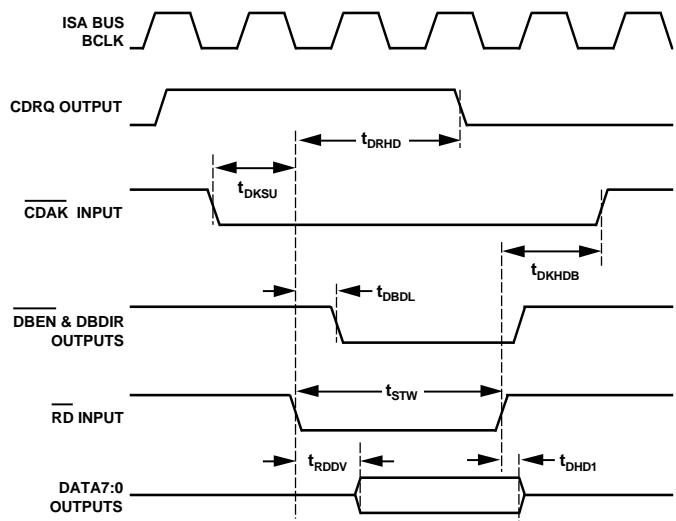 ISA BUS
BCLK
CDRQ OUTPUT
tDRHD
tDKSU
CDAK INPUT
tDKHDB
tDBDL
DBEN & DBDIR
OUTPUTS
tSTW
RD INPUT
tRDDV
tDHD1
DATA7:0
OUTPUTS